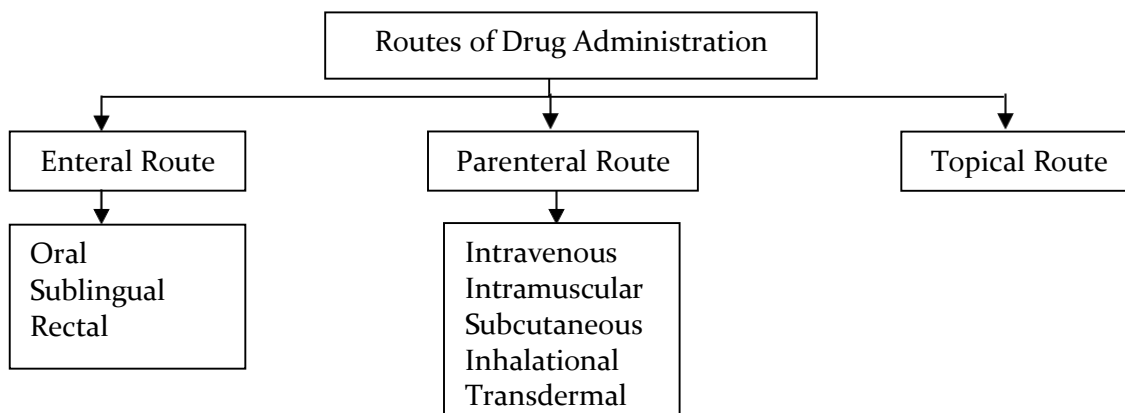 Routes of Drug Administration
Enteral Route
Parenteral Route
Topical Route
Oral
Sublingual
Rectal
Intravenous
Intramuscular
Subcutaneous
Inhalational
Transdermal